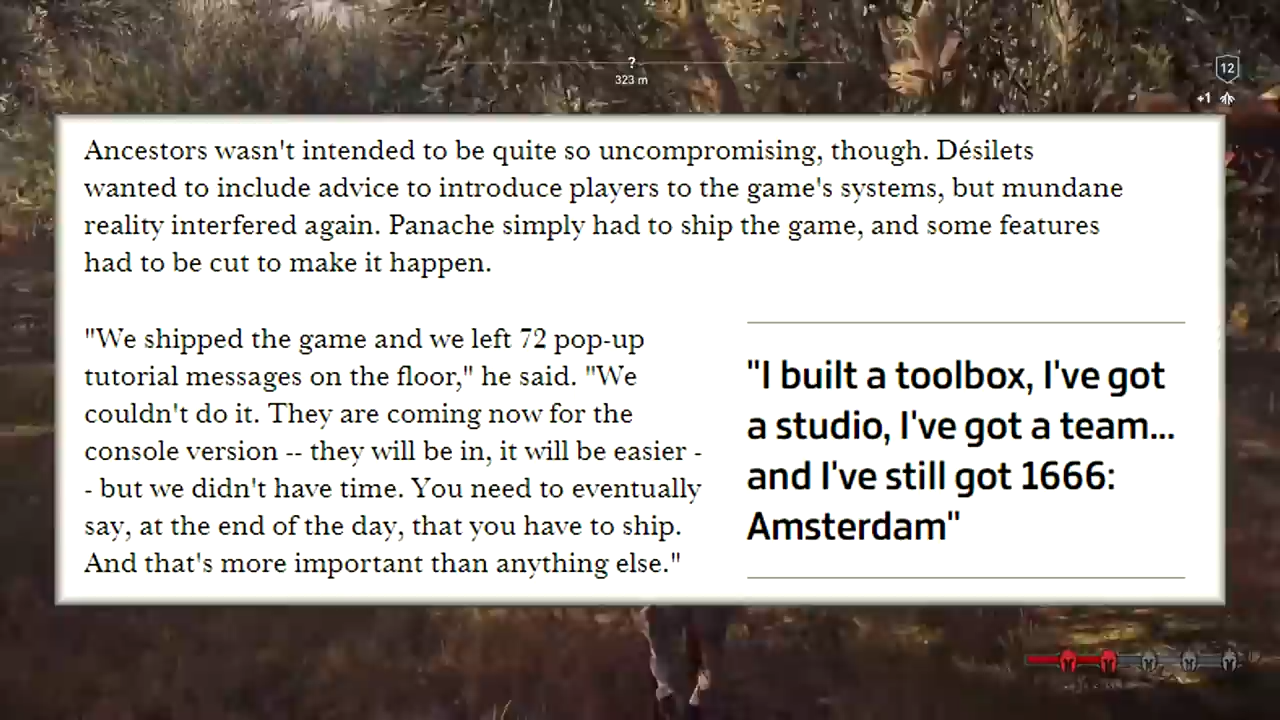 ?
323 m
12
+1
Ancestors wasn't intended to be quite so uncompromising, though. Désilets
wanted to include advice to introduce players to the game's systems, but mundane
reality interfered again. Panache simply had to ship the game, and some features
had to be cut to make it happen.
"We shipped the game and we left 72 pop-up
tutorial messages on the floor," he said. "We
couldn't do it. They are coming now for the
console version -- they will be in, it will be easier -
- but we didn't have time. You need to eventually
say, at the end of the day, that you have to ship.
And that's more important than anything else."
"I built a toolbox, I've got
a studio, I've got a team...
and I've still got 1666:
Amsterdam"